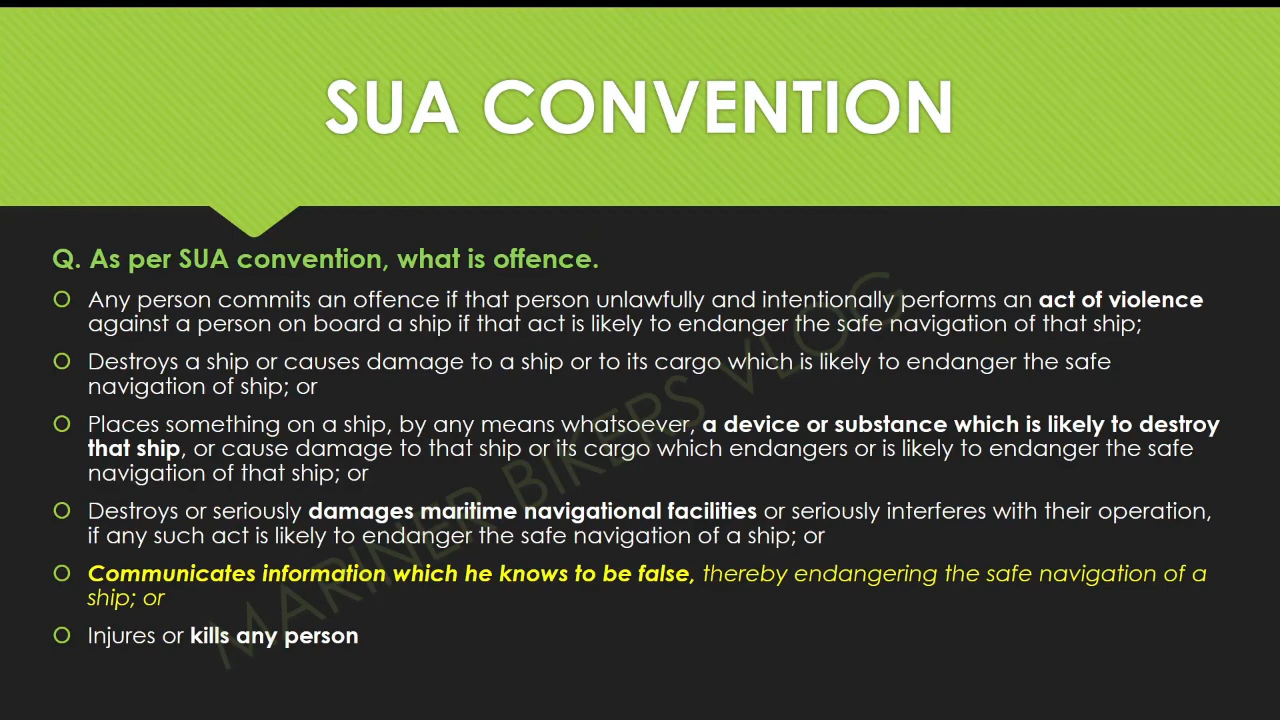 SUA CONVENTION
Q. As per SUA convention, what is offence.
Any person commits an offence if that person unlawfully and intentionally performs an act of violence
against a person on board a ship if that act is likely to endanger the safe navigation of that ship;
Destroys a ship or causes damage to a ship or to its cargo which is likely to endanger the safe
navigation of ship; or
Places something on a ship, by any means whatsoever, a device or substance which is likely to destroy
that ship, or cause damage to that ship or its cargo which endangers or is likely to endanger the safe
navigation of that ship; or
Destroys or seriously damages maritime navigational facilities or seriously interferes with their operation,
if any such act is likely to endanger the safe navigation of a ship; or
Communicates information which he knows to be false, thereby endangering the safe navigation of a
ship; or
Injures or kills any person
MARINER BIKERS VLOG